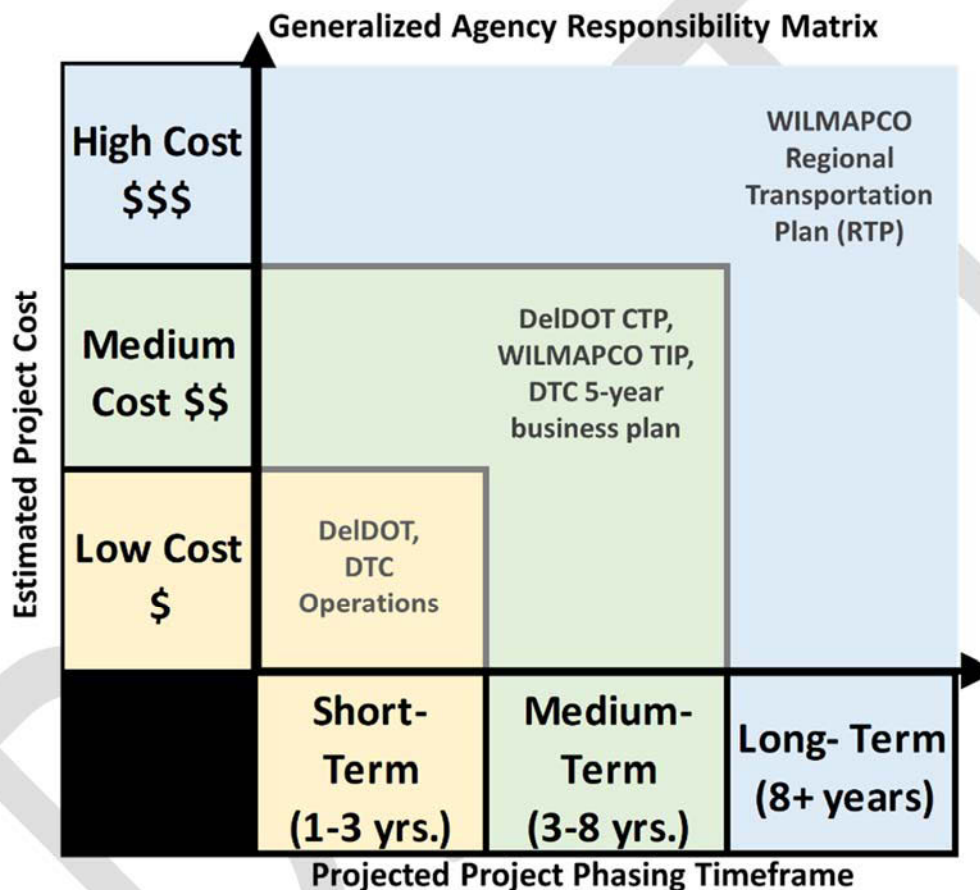 Generalized Agency Responsibility Matrix
High Cost
$$$
WILMAPCO
Regional
Transportation
Plan (RTP)
Estimated Project Cost
Medium
Cost $$
DelDOT CTP,
WILMAPCO TIP,
DTC 5-year
business plan
Low Cost
$
DelDOT,
DTC
Operations
Short-
Term
(1-3 yrs.)
Medium-
Term
(3-8 yrs.)
Long- Term
(8+ years)
Projected Project Phasing Timeframe